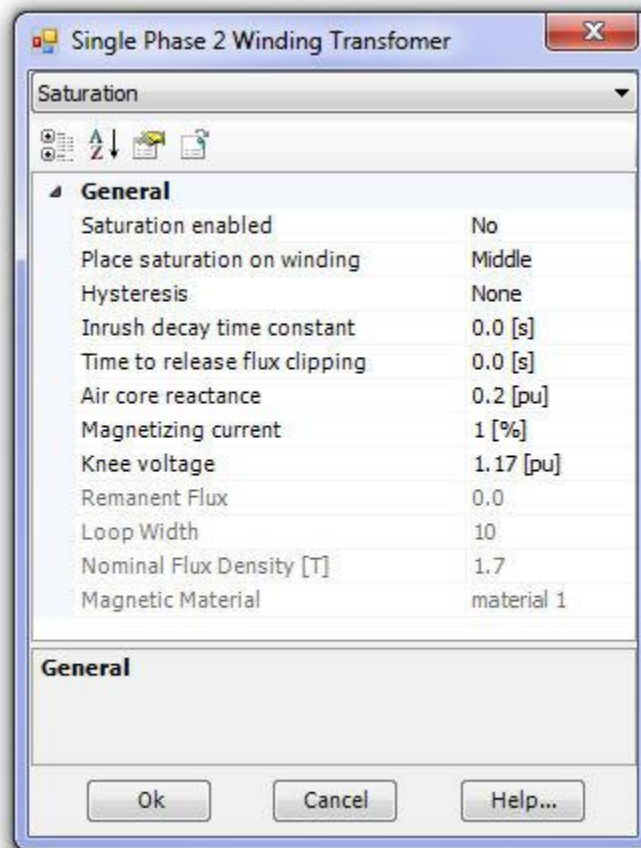 Single Phase 2 Winding Transfomer
Saturation
General
Saturation enabled No
Place saturation on winding Middle
Hysteresis None
Inrush decay time constant 0.0 [s]
Time to release flux clipping 0.0 [s]
Air core reactance 0.2 [pu]
Magnetizing current 1 [%]
Knee voltage 1.17 [pu]
Remanent Flux 0.0
Loop Width 10
Nominal Flux Density [T] 1.7
Magnetic Material material 1
General
Ok Cancel Help...